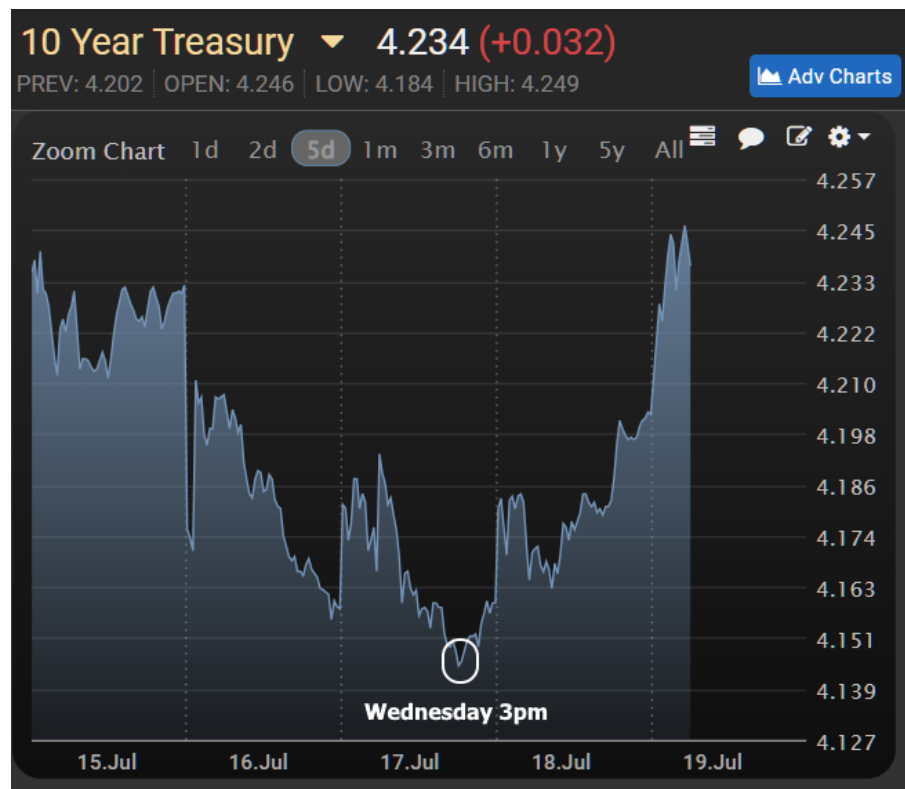 10 Year Treasury 4.234 (+0.032)
PREV: 4.202 OPEN: 4.246 LOW: 4.184 HIGH: 4.249
Adv Charts
Zoom Chart 1d 2d 5d 1m 3m 6m 1y 5y All
4.257
4.245
4.233
4.222
4.210
4.198
4.186
4.174
4.163
4.151
4.139
4.127
Wednesday 3pm
15.Jul 16.Jul 17.Jul 18.Jul 19.Jul